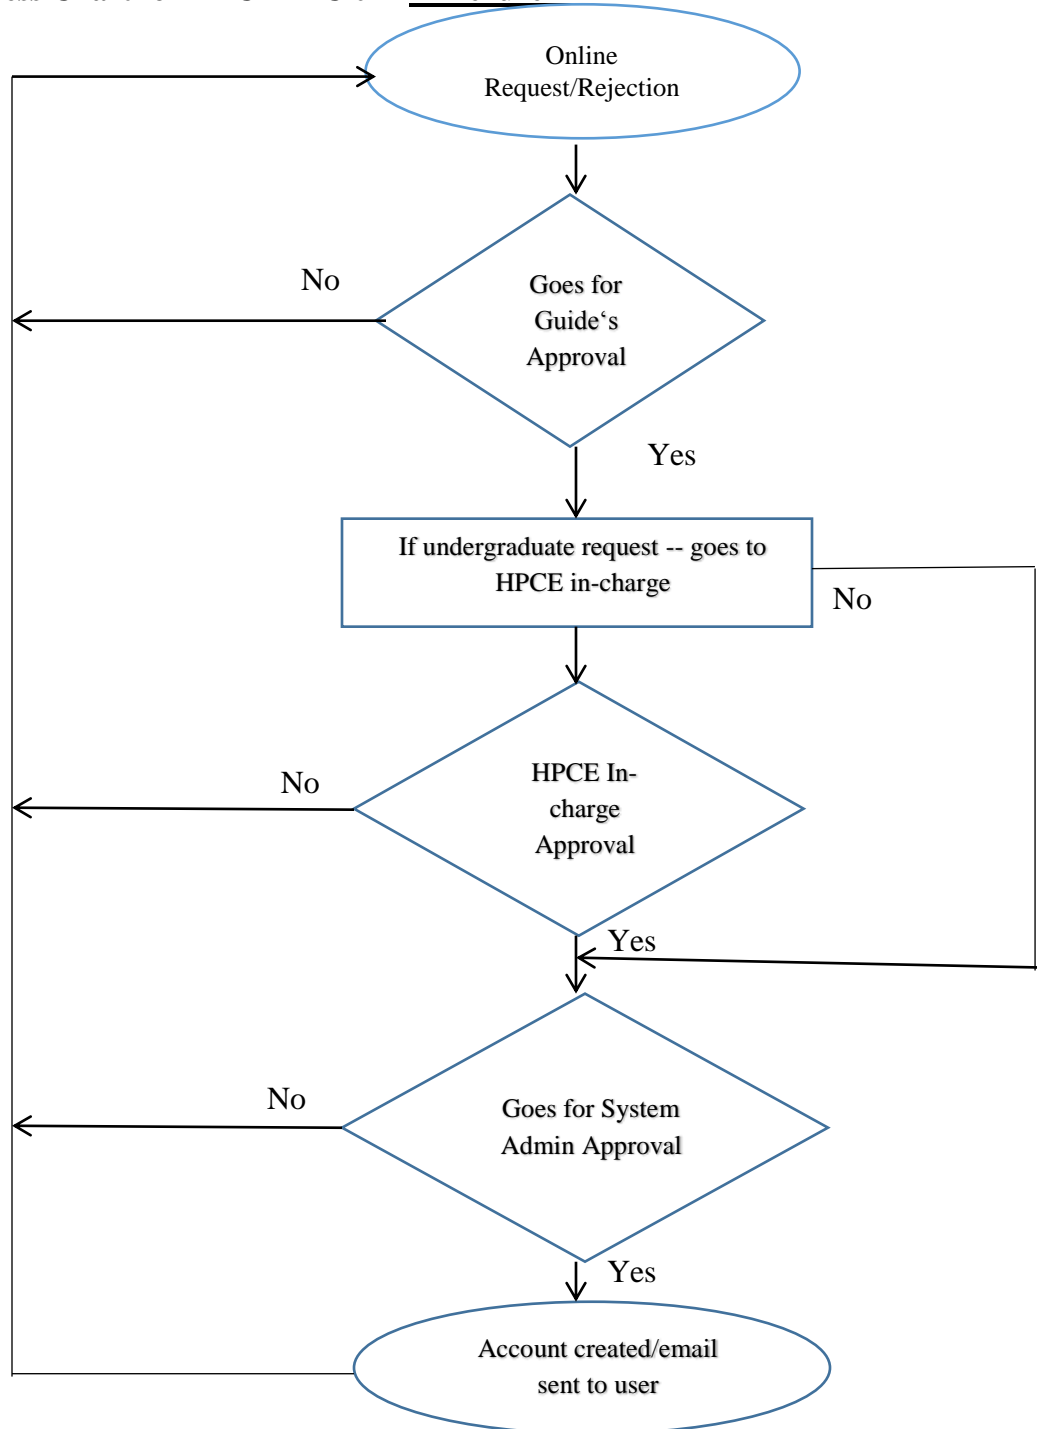 Online
Request/Rejection
No
Goes for
Guide‘s
Approval
Yes
If undergraduate request -- goes to
HPCE in-charge
No
HPCE In-
charge
Approval
No
Yes
Goes for System
Admin Approval
No
Yes
Account created/email
sent to user